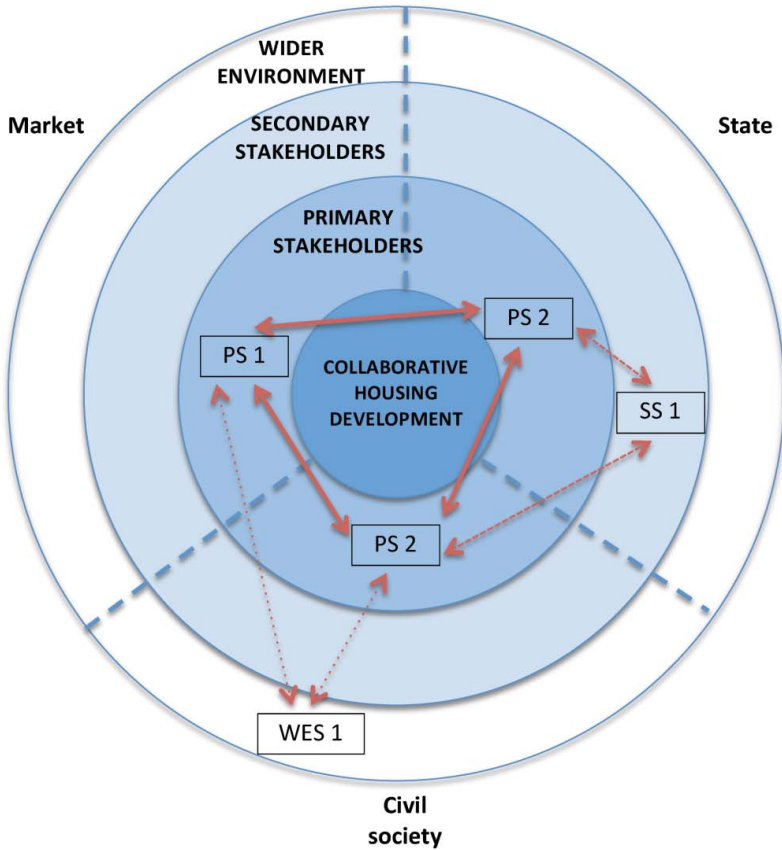 WIDER
ENVIRONMENT
Market
State
SECONDARY
STAKEHOLDERS
PRIMARY
STAKEHOLDERS
PS 2
PS 1
COLLABORATIVE
HOUSING
DEVELOPMENT
SS 1
PS 2
WES 1
Civil
society